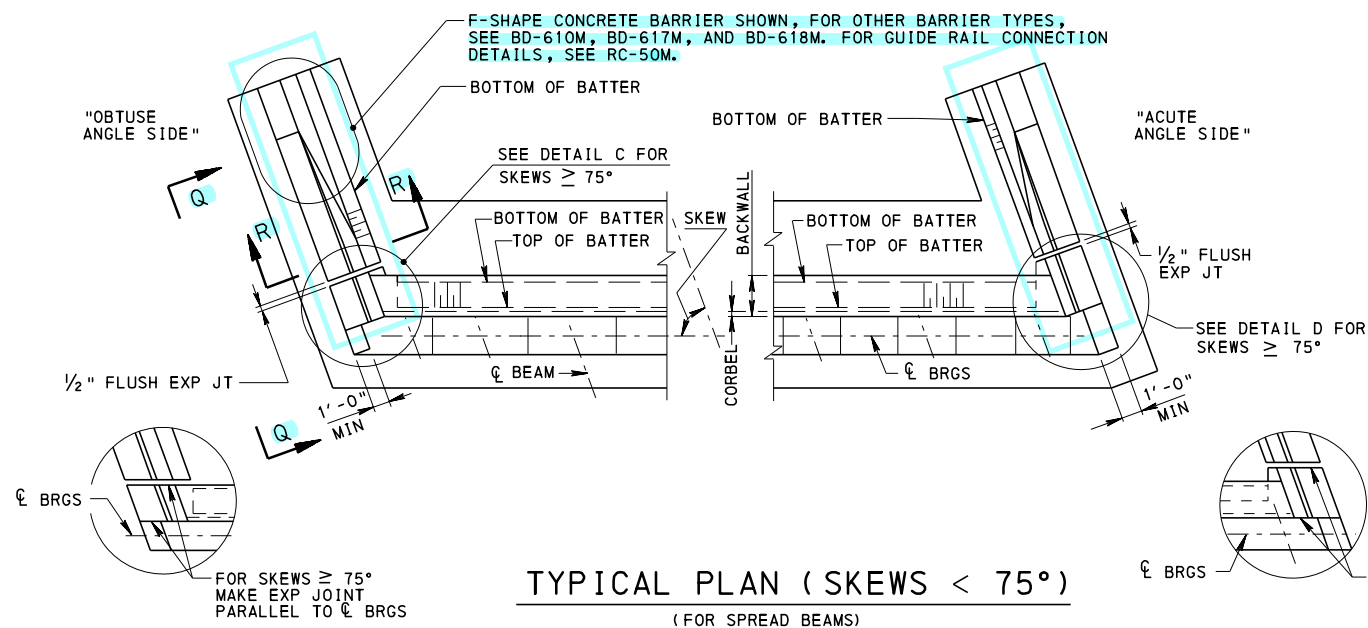 F-SHAPE CONCRETE BARRIER SHOWN, FOR OTHER BARRIER TYPES,
SEE BD-610M, BD-617M, AND BD-618M. FOR GUIDE RAIL CONNECTION
DETAILS, SEE RC-50M.
BOTTOM OF BATTER
"OBTUSE
ANGLE SIDE"
BOTTOM OF BATTER
"ACUTE
ANGLE SIDE"
SEE DETAIL C FOR
SKEWS ≥ 75°
Q
R
R
BOTTOM OF BATTER
TOP OF BATTER
SKEW
BACKWALL
BOTTOM OF BATTER
TOP OF BATTER
½" FLUSH
EXP JT
SEE DETAIL D FOR
SKEWS ≥ 75°
½" FLUSH EXP JT
℄ BEAM
CORBEL
℄ BRGS
1'-0"
MIN
1'-0"
MIN
Q
℄ BRGS
FOR SKEWS ≥ 75°
MAKE EXP JOINT
PARALLEL TO ℄ BRGS
℄ BRGS
TYPICAL PLAN (SKEWS < 75°)
(FOR SPREAD BEAMS)